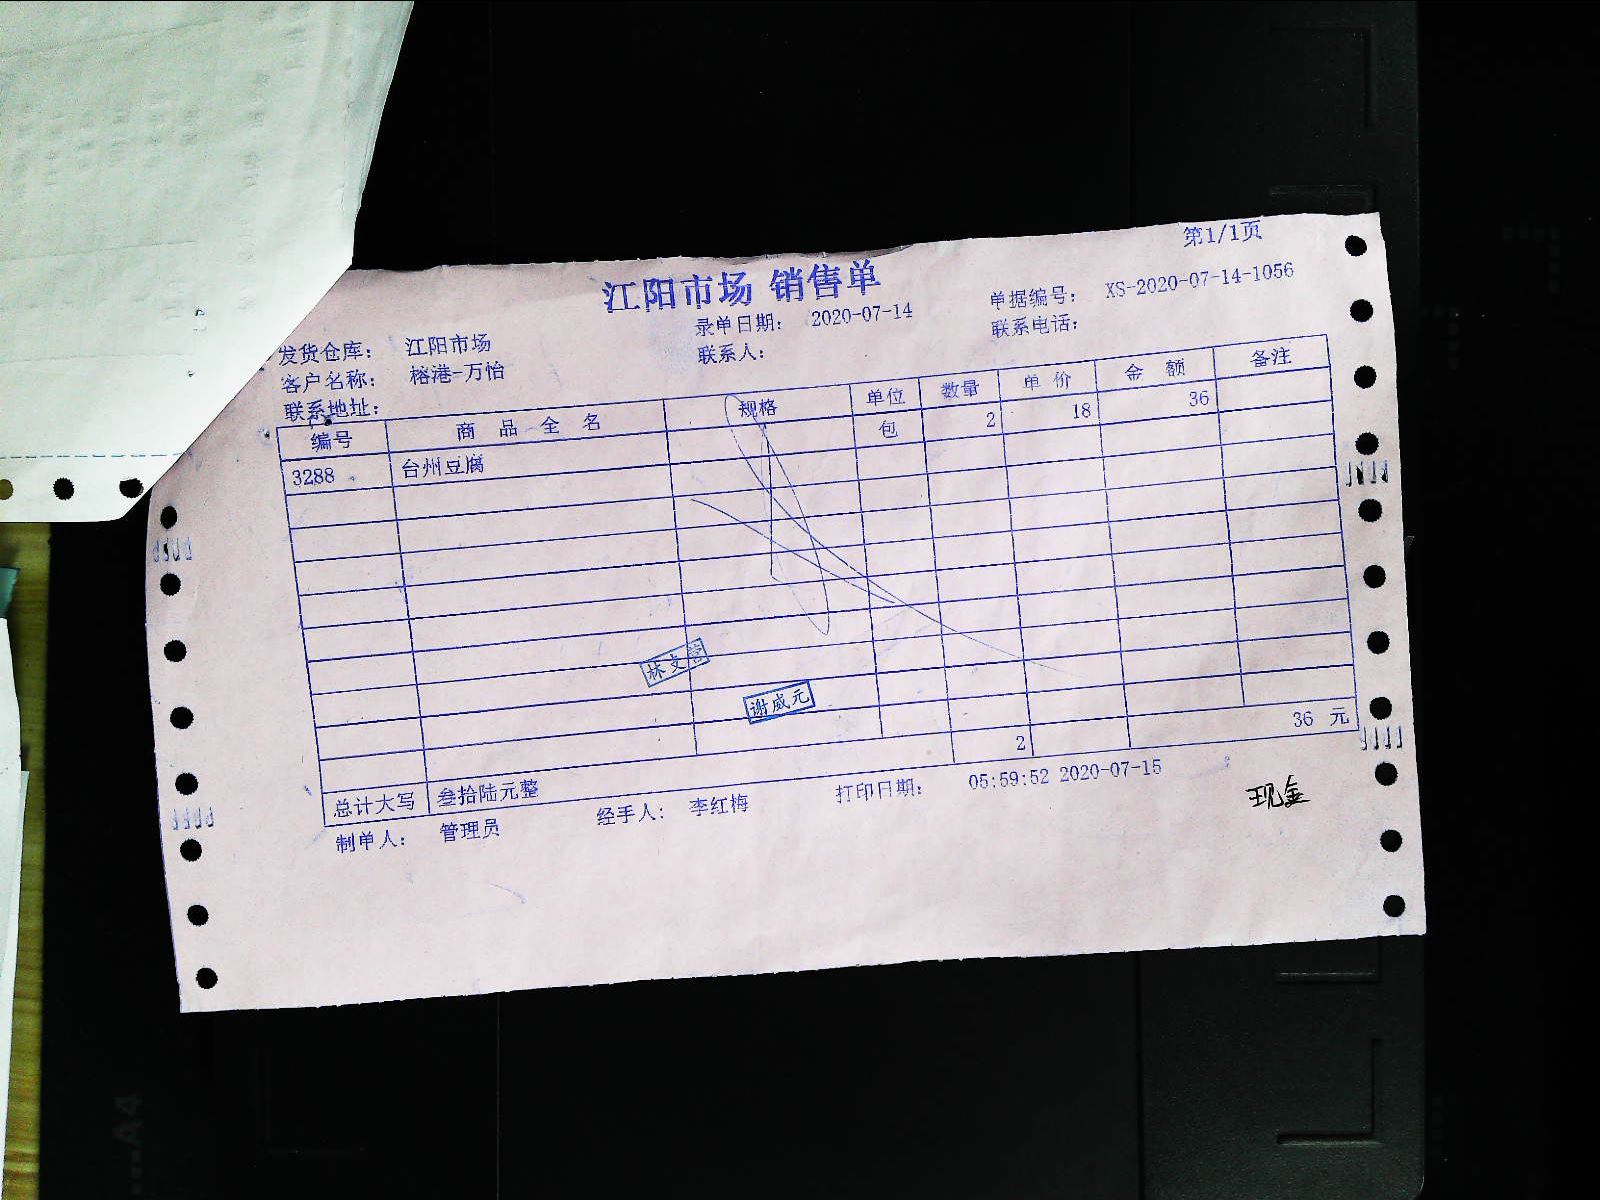 第1/1页
江阳市场 销售单
发货仓库: 江阳市场 录单日期: 2020-07-14 单据编号: XS-2020-07-14-1056
客户名称: 榕港-万怡 联系人: 联系电话:
联系地址:
编号 商品全名 规格 单位 数量 单价 金额 备注
3288 台州豆腐 包 2 18 36
谢威元
2 36 元
总计大写 叁拾陆元整
制单人: 管理员 经手人: 李红梅 打印日期: 05:59:52 2020-07-15
现金